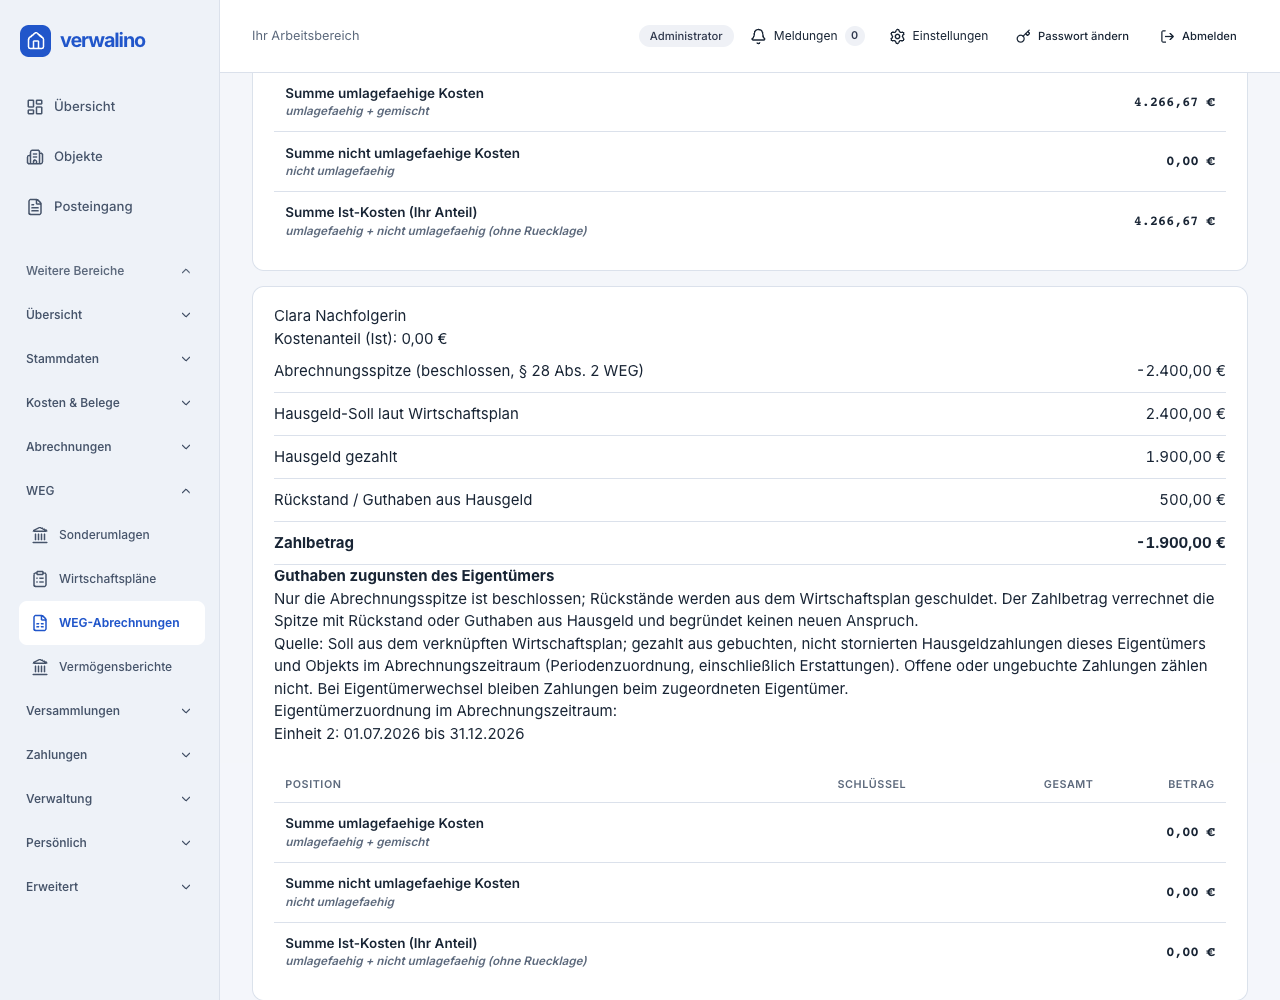 verwalino
Ihr Arbeitsbereich
Administrator
Meldungen 0
Einstellungen
Passwort ändern
Abmelden
Übersicht
Objekte
Posteingang
Weitere Bereiche
Übersicht
Stammdaten
Kosten & Belege
Abrechnungen
WEG
Sonderumlagen
Wirtschaftspläne
WEG-Abrechnungen
Vermögensberichte
Versammlungen
Zahlungen
Verwaltung
Persönlich
Erweitert
Summe umlagefaehige Kosten
umlagefaehig + gemischt
4.266,67 €
Summe nicht umlagefaehige Kosten
nicht umlagefaehig
0,00 €
Summe Ist-Kosten (Ihr Anteil)
umlagefaehig + nicht umlagefaehig (ohne Ruecklage)
4.266,67 €
Clara Nachfolgerin
Kostenanteil (Ist): 0,00 €
Abrechnungsspitze (beschlossen, § 28 Abs. 2 WEG) -2.400,00 €
Hausgeld-Soll laut Wirtschaftsplan 2.400,00 €
Hausgeld gezahlt 1.900,00 €
Rückstand / Guthaben aus Hausgeld 500,00 €
Zahlbetrag -1.900,00 €
Guthaben zugunsten des Eigentümers
Nur die Abrechnungsspitze ist beschlossen; Rückstände werden aus dem Wirtschaftsplan geschuldet. Der Zahlbetrag verrechnet die
Spitze mit Rückstand oder Guthaben aus Hausgeld und begründet keinen neuen Anspruch.
Quelle: Soll aus dem verknüpften Wirtschaftsplan; gezahlt aus gebuchten, nicht stornierten Hausgeldzahlungen dieses Eigentümers
und Objekts im Abrechnungszeitraum (Periodenzuordnung, einschließlich Erstattungen). Offene oder ungebuchte Zahlungen zählen
nicht. Bei Eigentümerwechsel bleiben Zahlungen beim zugeordneten Eigentümer.
Eigentümerzuordnung im Abrechnungszeitraum:
Einheit 2: 01.07.2026 bis 31.12.2026
POSITION SCHLÜSSEL GESAMT BETRAG
Summe umlagefaehige Kosten
umlagefaehig + gemischt
0,00 €
Summe nicht umlagefaehige Kosten
nicht umlagefaehig
0,00 €
Summe Ist-Kosten (Ihr Anteil)
umlagefaehig + nicht umlagefaehig (ohne Ruecklage)
0,00 €